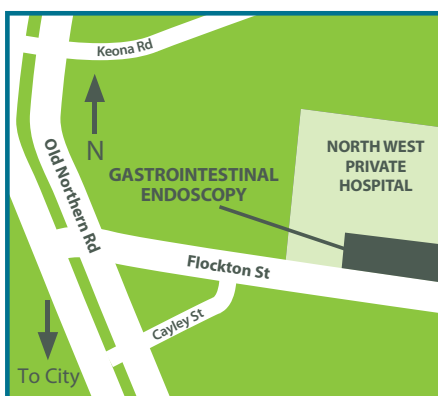 Keona Rd
N
Old Northern Rd
NORTH WEST
PRIVATE
HOSPITAL
GASTROINTESTINAL
ENDOSCOPY
Flockton St
Cayley St
To City